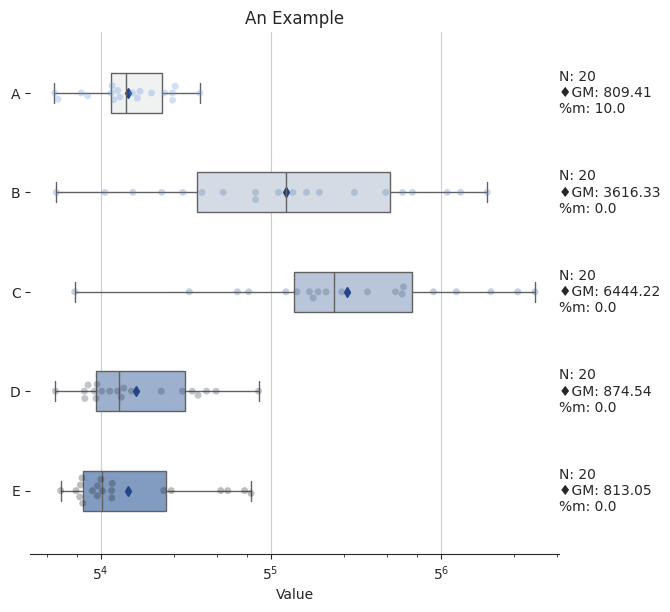 An Example
A
N: 20
♦GM: 809.41
%m: 10.0
B
N: 20
♦GM: 3616.33
%m: 0.0
C
N: 20
♦GM: 6444.22
%m: 0.0
D
N: 20
♦GM: 874.54
%m: 0.0
E
N: 20
♦GM: 813.05
%m: 0.0
5⁴ 5⁵ 5⁶
Value